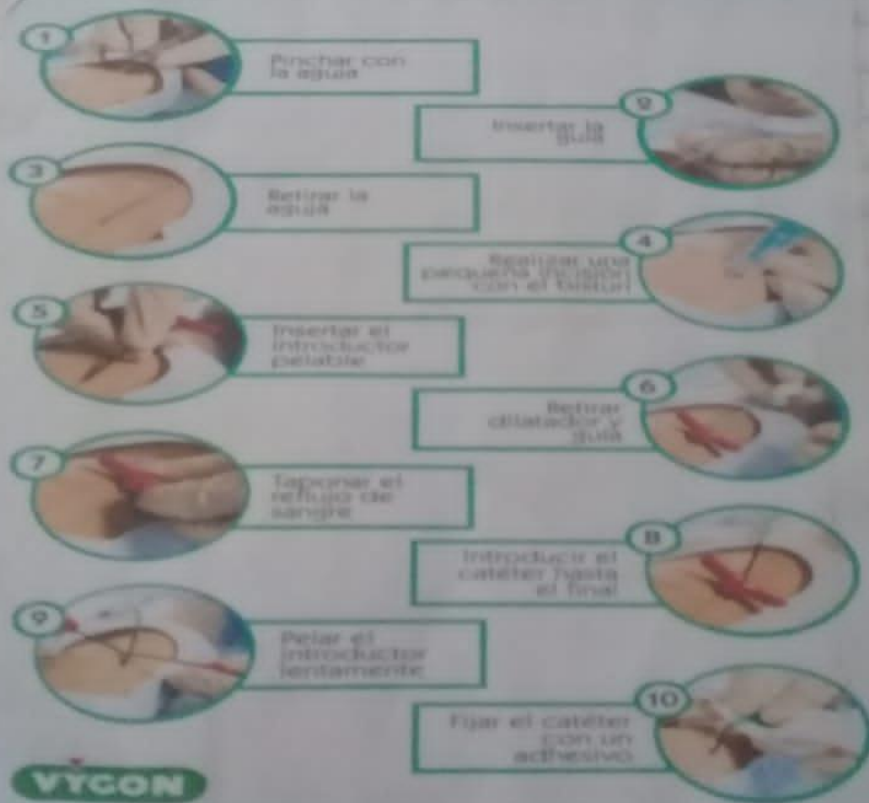 1
Pinchar con
la aguja
2
Insertar la
guía
3
Retirar la
aguja
4
Realizar una
pequeña incisión
con el bisturí
5
Insertar el
introductor
pelable
6
Retirar
dilatador y
guía
7
Taponar el
reflujo de
sangre
8
Introducir el
catéter hasta
el final
9
Pelar el
introductor
lentamente
10
Fijar el catéter
con un
adhesivo
VYGON